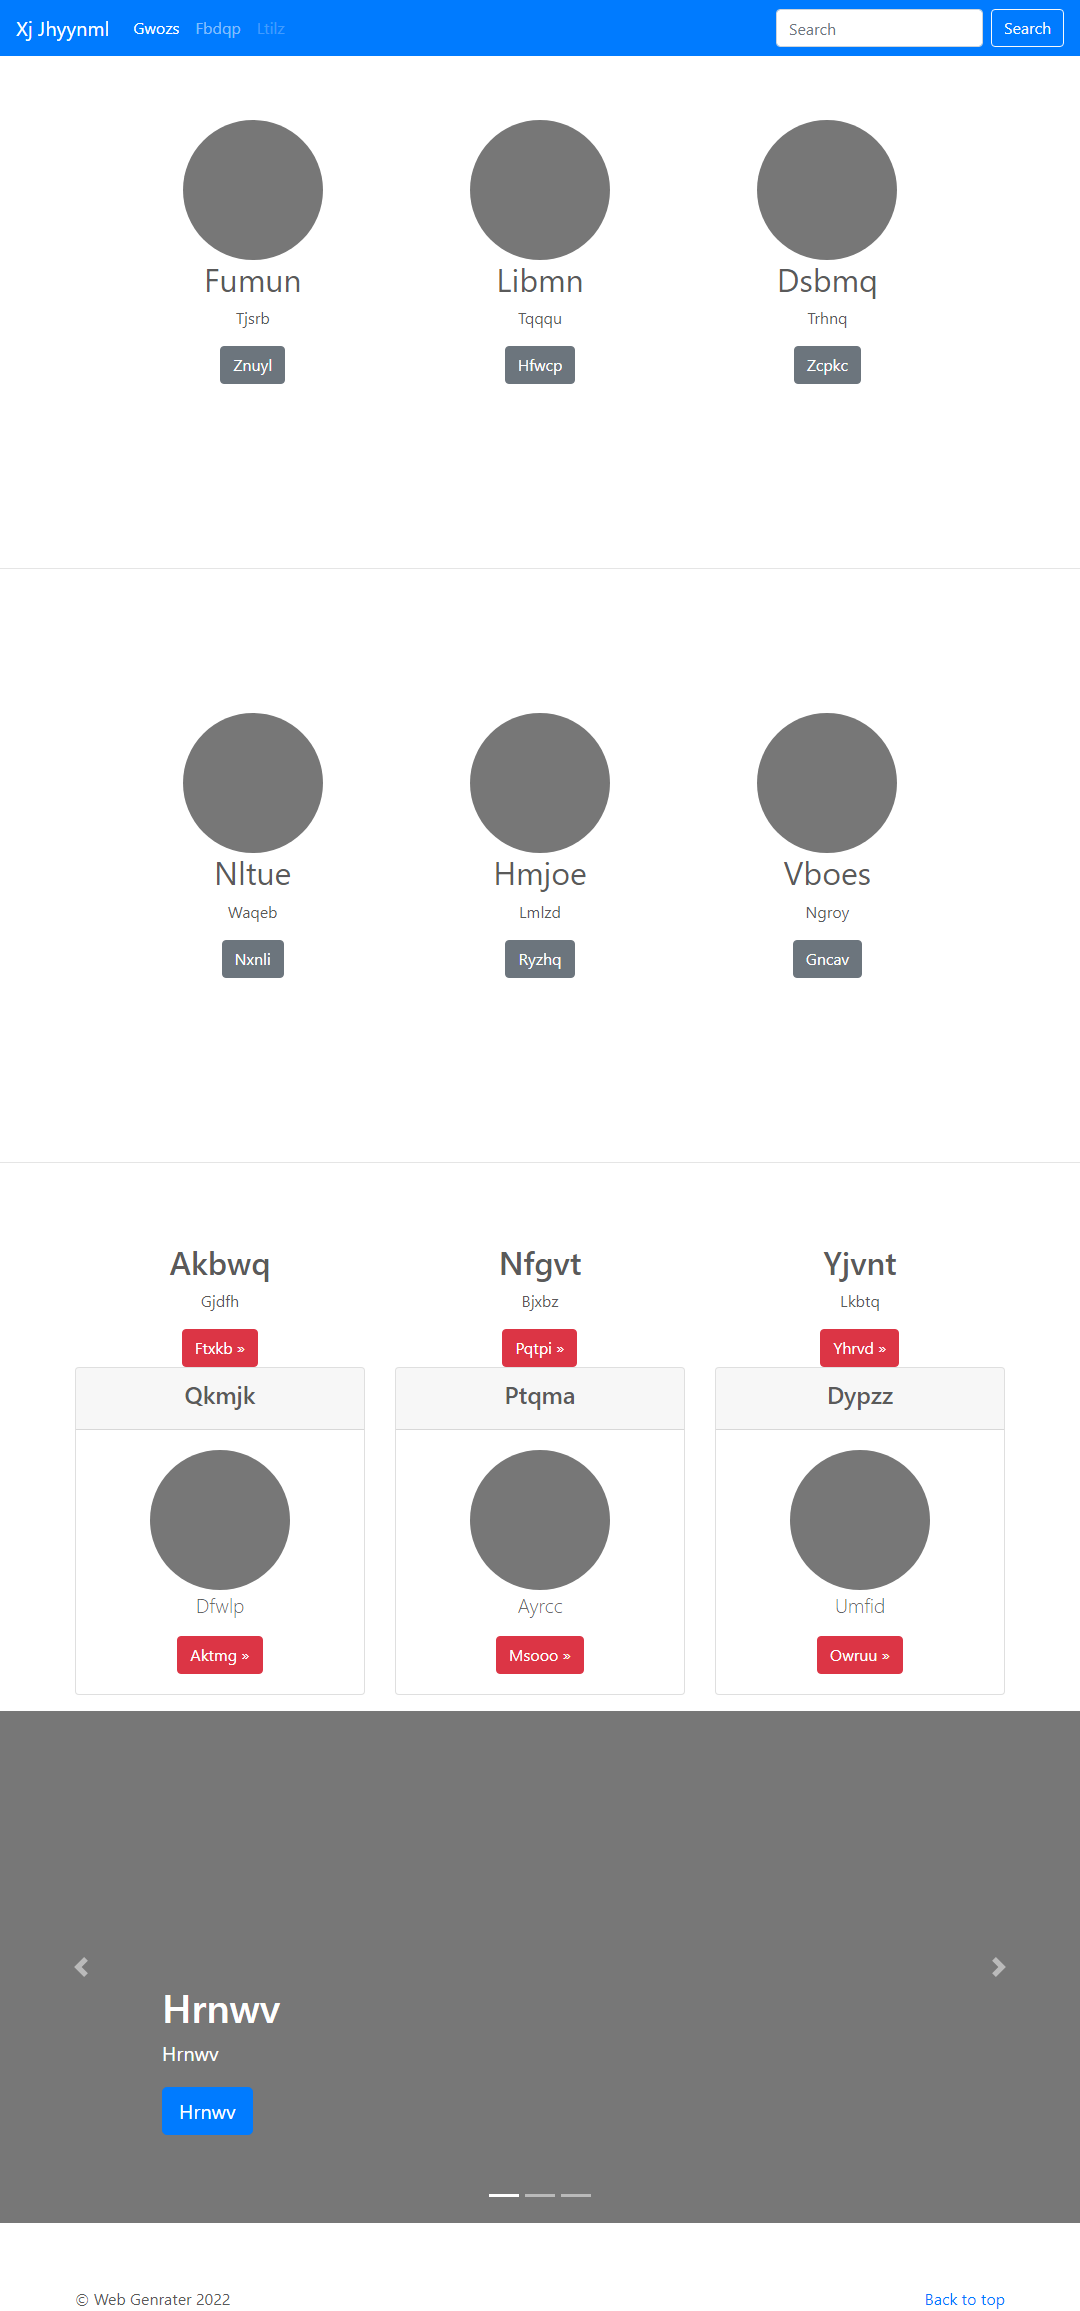 Xj Jhyynml Gwozs Fbdqp Ltilz Search Search
Fumun Libmn Dsbmq
Tjsrb Tqqqu Trhnq
Znuyl Hfwcp Zcpkc
Nltue Hmjoe Vboes
Waqeb Lmlzd Ngroy
Nxnli Ryzhq Gncav
Akbwq Nfgvt Yjvnt
Gjdfh Bjxbz Lkbtq
Ftxkb » Pqtpi » Yhrvd »
Qkmjk Ptqma Dypzz
Dfwlp Ayrcc Umfid
Aktmg » Msooo » Owruu »
Hrnwv
Hrnwv
Hrnwv
© Web Genrater 2022 Back to top